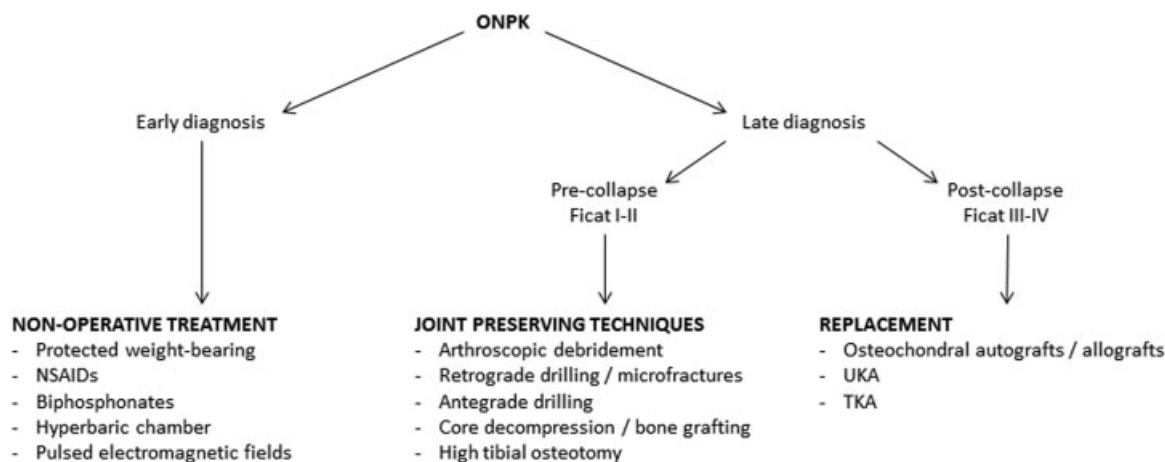 ONPK
Early diagnosis
Late diagnosis
Pre-collapse
Ficat I-II
Post-collapse
Ficat III-IV
NON-OPERATIVE TREATMENT
- Protected weight-bearing
- NSAIDs
- Biphosphonates
- Hyperbaric chamber
- Pulsed electromagnetic fields
JOINT PRESERVING TECHNIQUES
- Arthroscopic debridement
- Retrograde drilling / microfractures
- Antegrade drilling
- Core decompression / bone grafting
- High tibial osteotomy
REPLACEMENT
- Osteochondral autografts / allografts
- UKA
- TKA